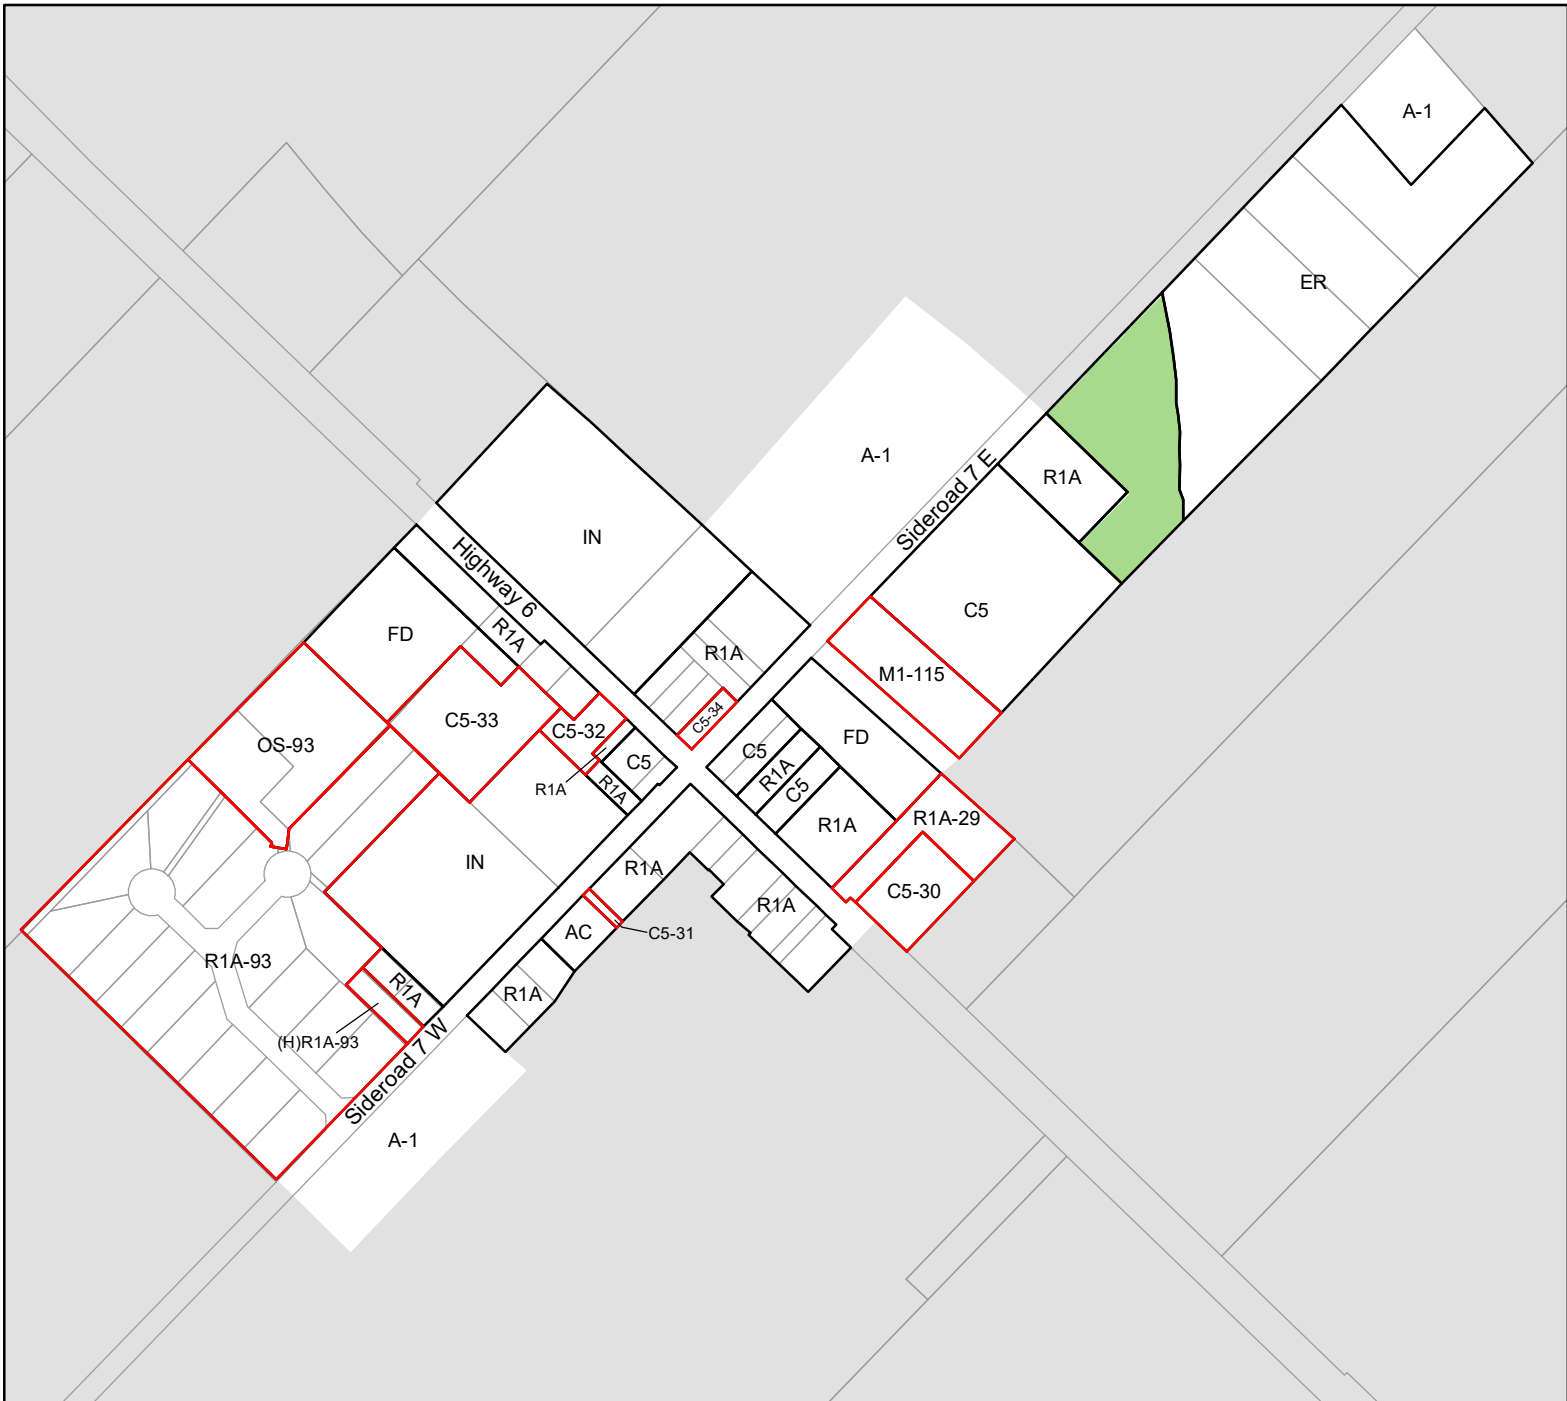 A-1
ER
A-1
Sideroad 7 E
R1A
IN
Highway 6
C5
FD
R1A
R1A
M1-115
C5-34
C5-33
C5-32
OS-93
C5
FD
C5
R1A
R1A
R1A
C5
R1A
R1A-29
IN
R1A
C5-30
R1A
AC
C5-31
R1A-93
R1A
R1A
(H)R1A-93
Sideroad 7 W
A-1